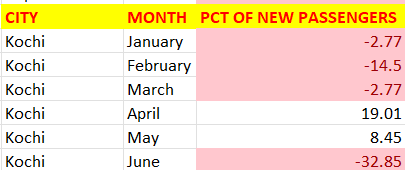 CITY MONTH PCT OF NEW PASSENGERS
Kochi January -2.77
Kochi February -14.5
Kochi March -2.77
Kochi April 19.01
Kochi May 8.45
Kochi June -32.85